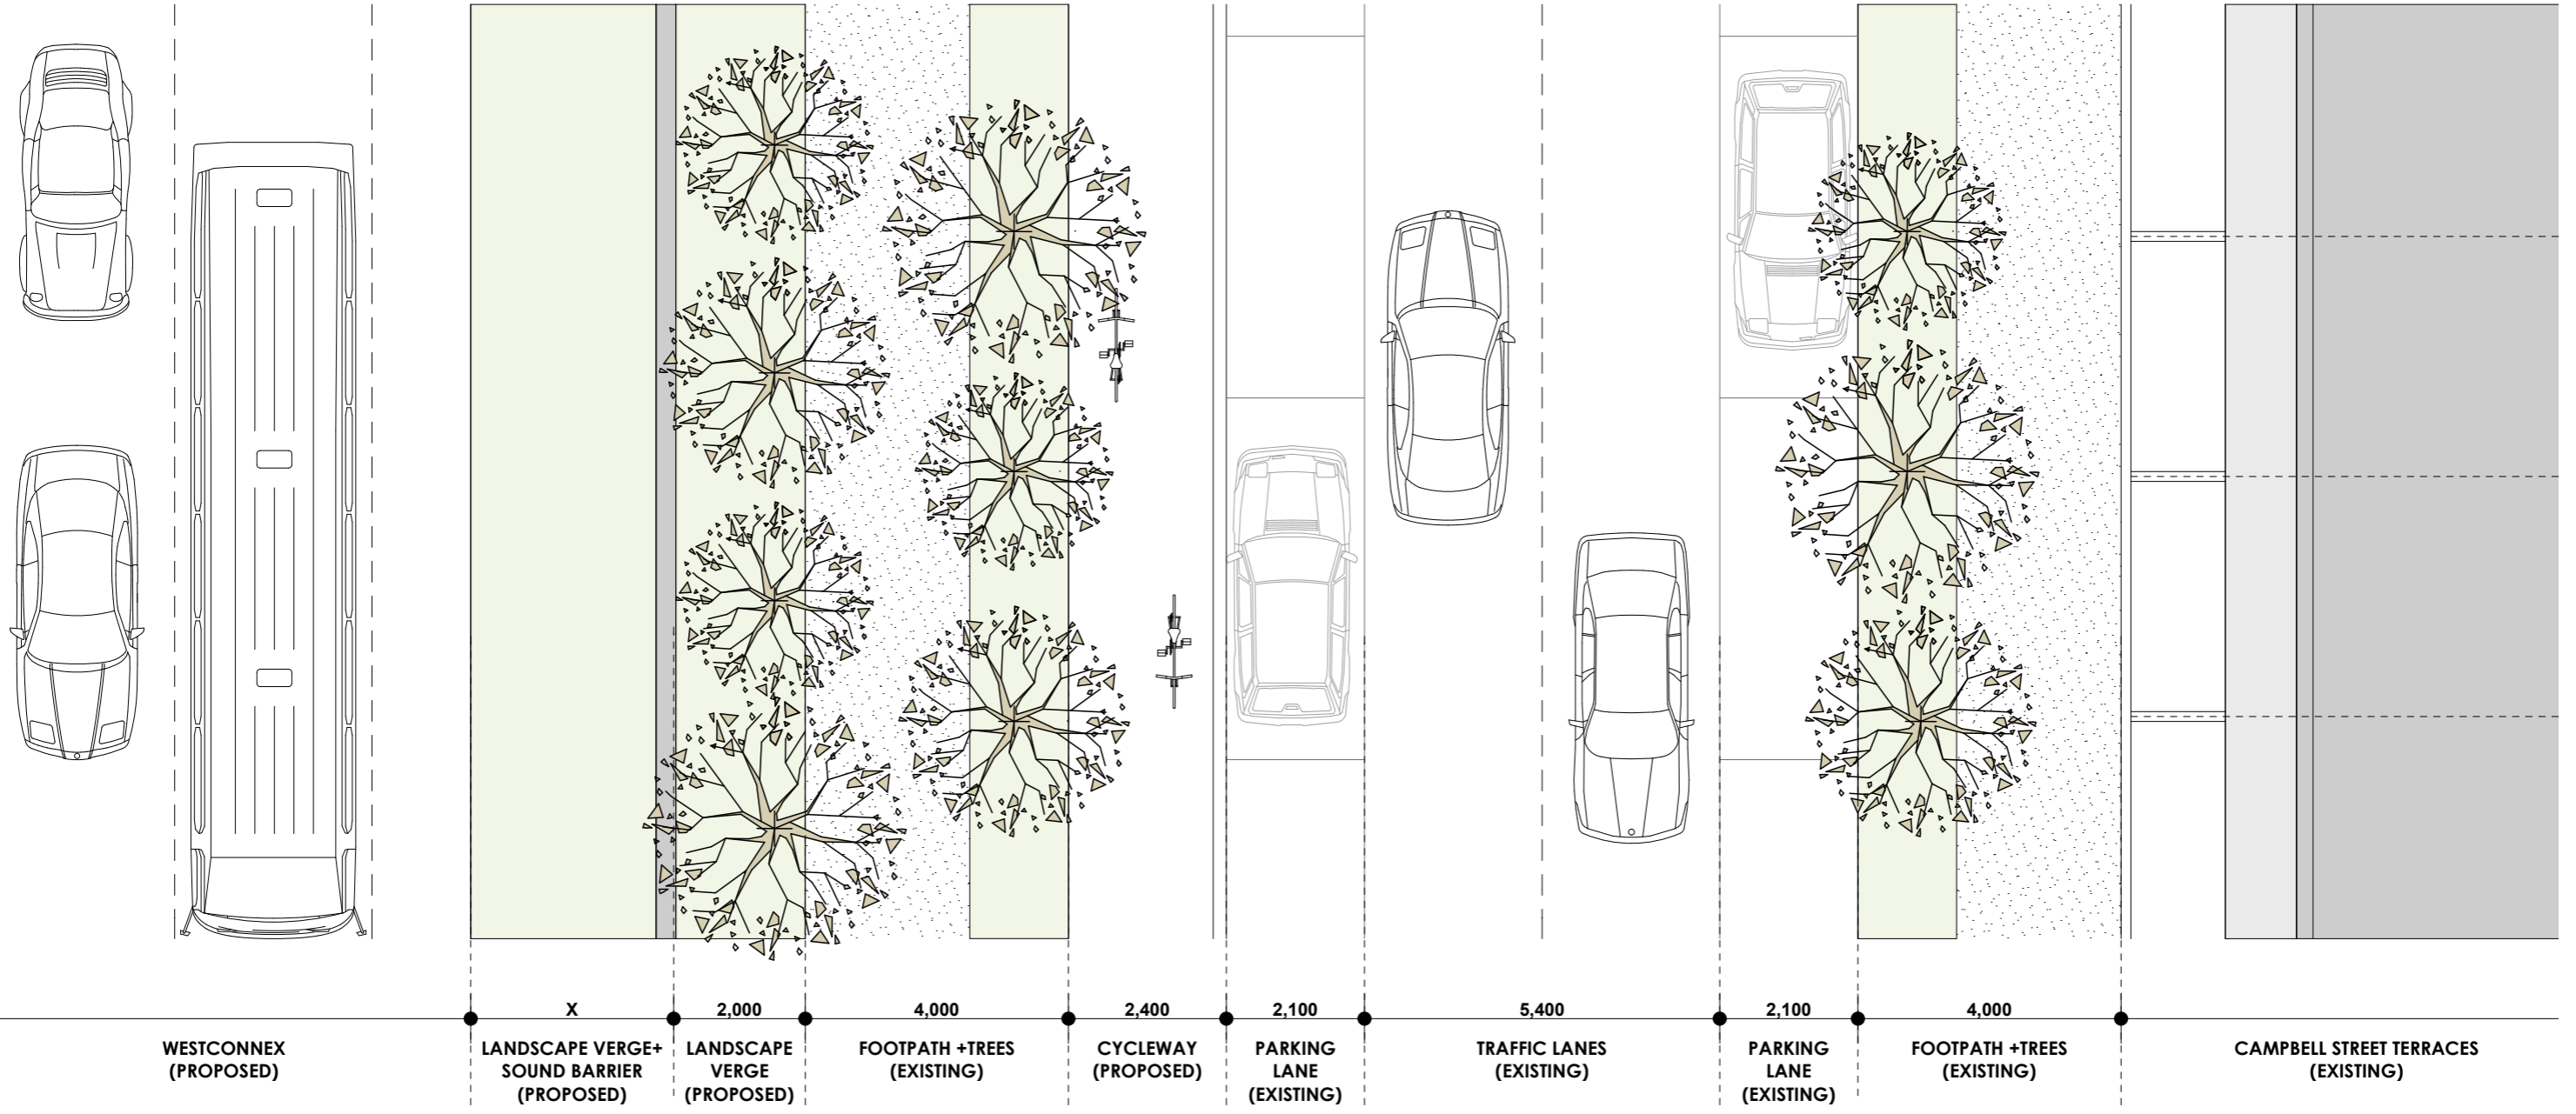 X
2,000
4,000
2,400
2,100
5,400
2,100
4,000
WESTCONNEX
(PROPOSED)
LANDSCAPE VERGE+
SOUND BARRIER
(PROPOSED)
LANDSCAPE
VERGE
(PROPOSED)
FOOTPATH +TREES
(EXISTING)
CYCLEWAY
(PROPOSED)
PARKING
LANE
(EXISTING)
TRAFFIC LANES
(EXISTING)
PARKING
LANE
(EXISTING)
FOOTPATH +TREES
(EXISTING)
CAMPBELL STREET TERRACES
(EXISTING)